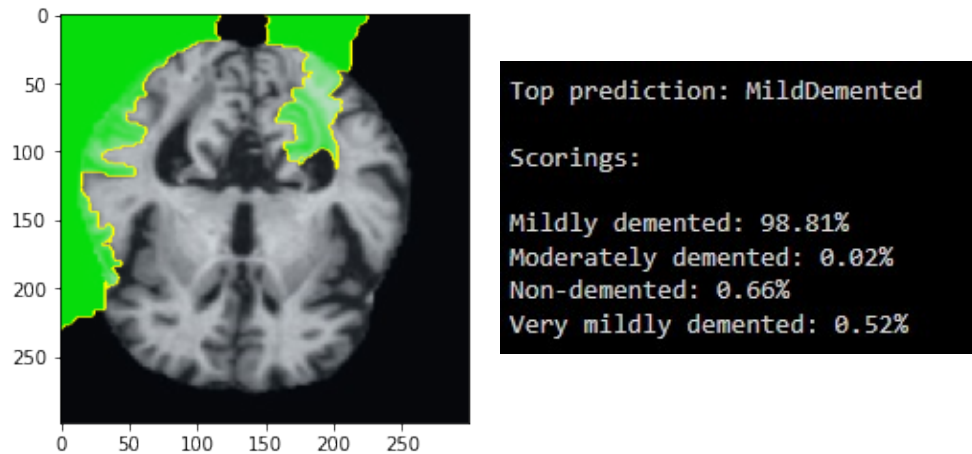 0
50
100
150
200
250
0 50 100 150 200 250
Top prediction: MildDemented
Scorings:
Mildly demented: 98.81%
Moderately demented: 0.02%
Non-demented: 0.66%
Very mildly demented: 0.52%